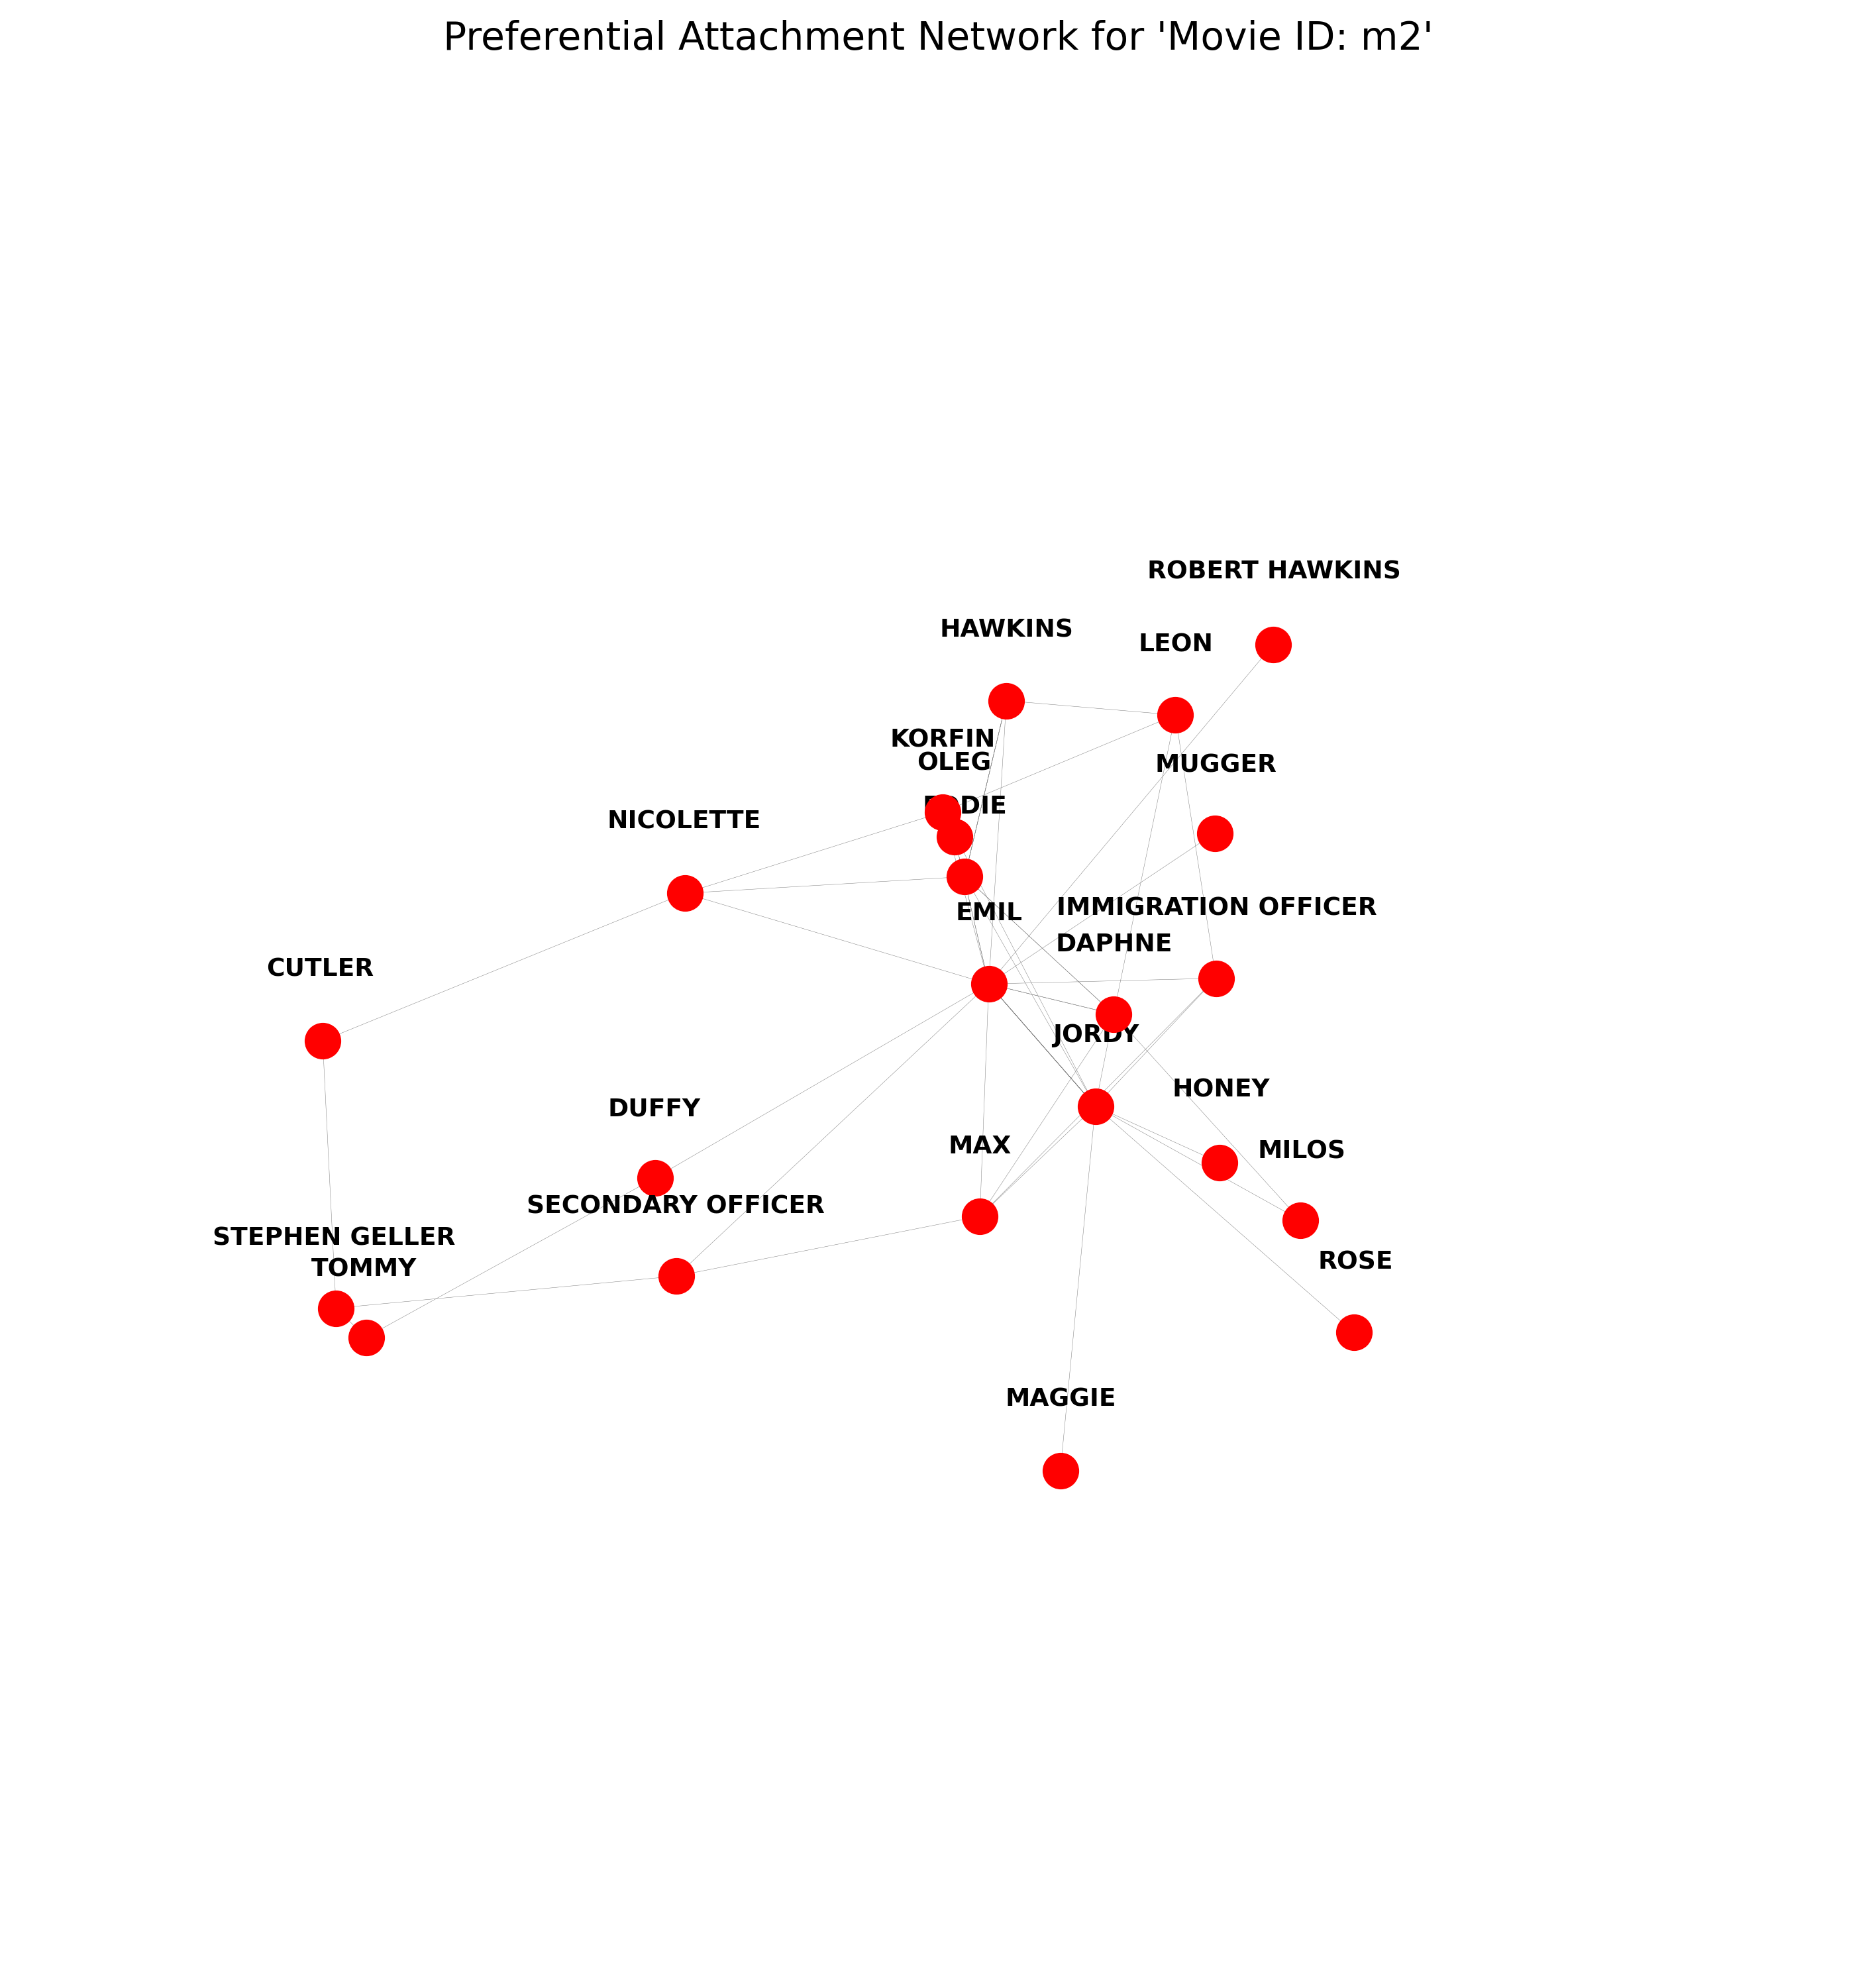 Preferential Attachment Network for 'Movie ID: m2'
ROBERT HAWKINS
HAWKINS
LEON
KORFIN
OLEG
MUGGER
EDDIE
NICOLETTE
IMMIGRATION OFFICER
EMIL
DAPHNE
CUTLER
JORDY
HONEY
DUFFY
MAX
MILOS
SECONDARY OFFICER
STEPHEN GELLER
ROSE
TOMMY
MAGGIE